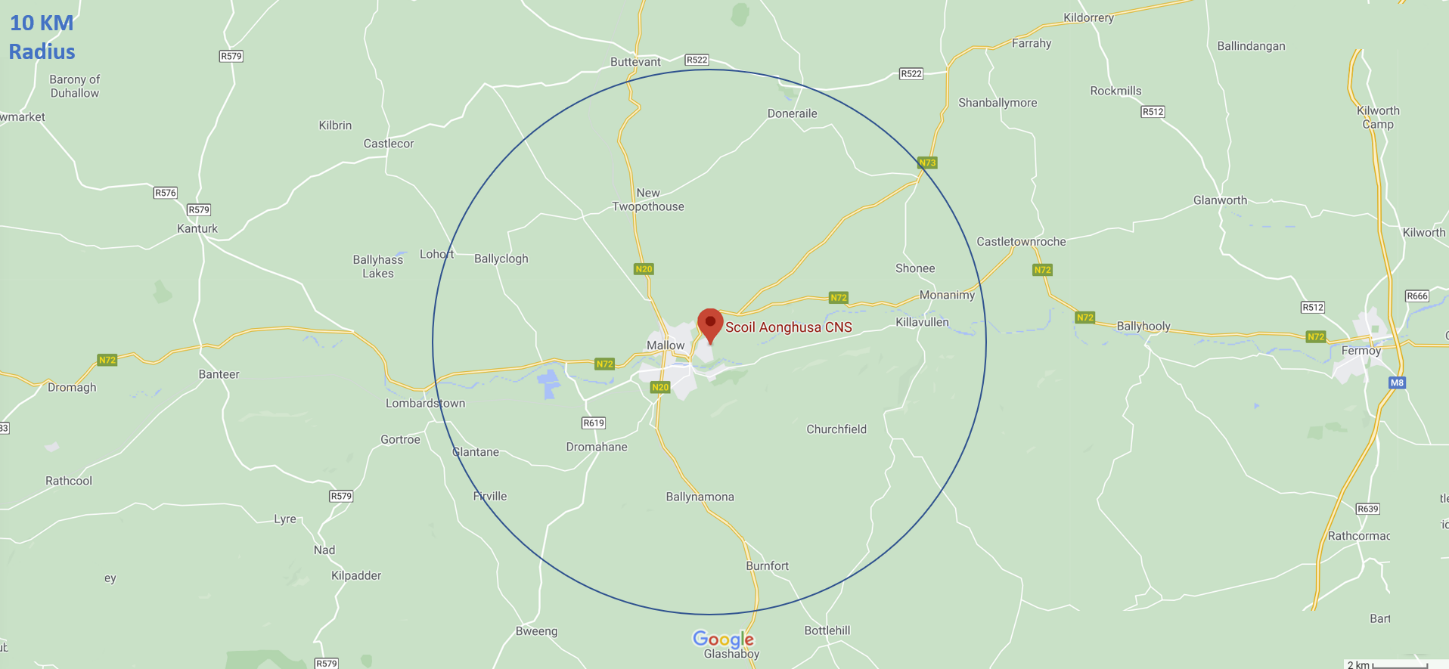 10 KM
Radius
Kildorrery
Farrahy
Ballindangan
R579
Buttevant
R522
R522
Barony of
Duhallow
Rockmills
Shanballymore
R512
Kilworth
Camp
wmarket
Doneraile
Kilbrin
Castlecor
N73
R576
R579
New
Twopothouse
Glanworth
Kanturk
Kilworth
Castletownroche
Lohort
Ballyclogh
Ballyhass
Lakes
N20
Shonee
N72
Monanimy
N72
R666
R512
N72
Killavullen
Ballyhooly
Scoil Aonghusa CNS
N72
Mallow
Fermoy
N72
N72
Banteer
Dromagh
N20
M8
Lombardstown
R619
33
Churchfield
Gortroe
Dromahane
Glantane
Rathcool
R579
Firville
Ballynamona
R639
Lyre
Rathcormac
Nad
Burnfort
ey
Kilpadder
Bart
Bweeng
Bottlehill
Google
Glashaboy
R579
2 km